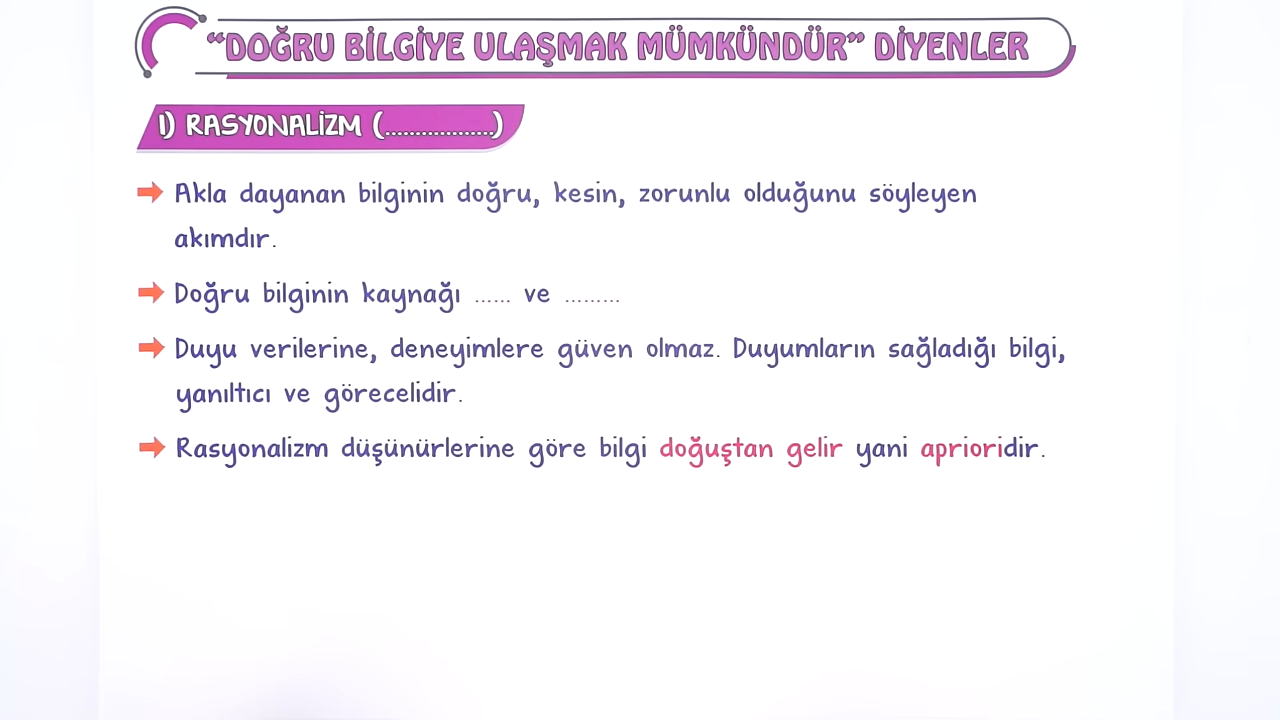 “DOĞRU BİLGİYE ULAŞMAK MÜMKÜNDÜR” DİYENLER
1) RASYONALİZM (...................)
Akla dayanan bilginin doğru, kesin, zorunlu olduğunu söyleyen
akımdır.
Doğru bilginin kaynağı ...... ve .........
Duyu verilerine, deneyimlere güven olmaz. Duyumların sağladığı bilgi,
yanıltıcı ve görecelidir.
Rasyonalizm düşünürlerine göre bilgi doğuştan gelir yani aprioridir.